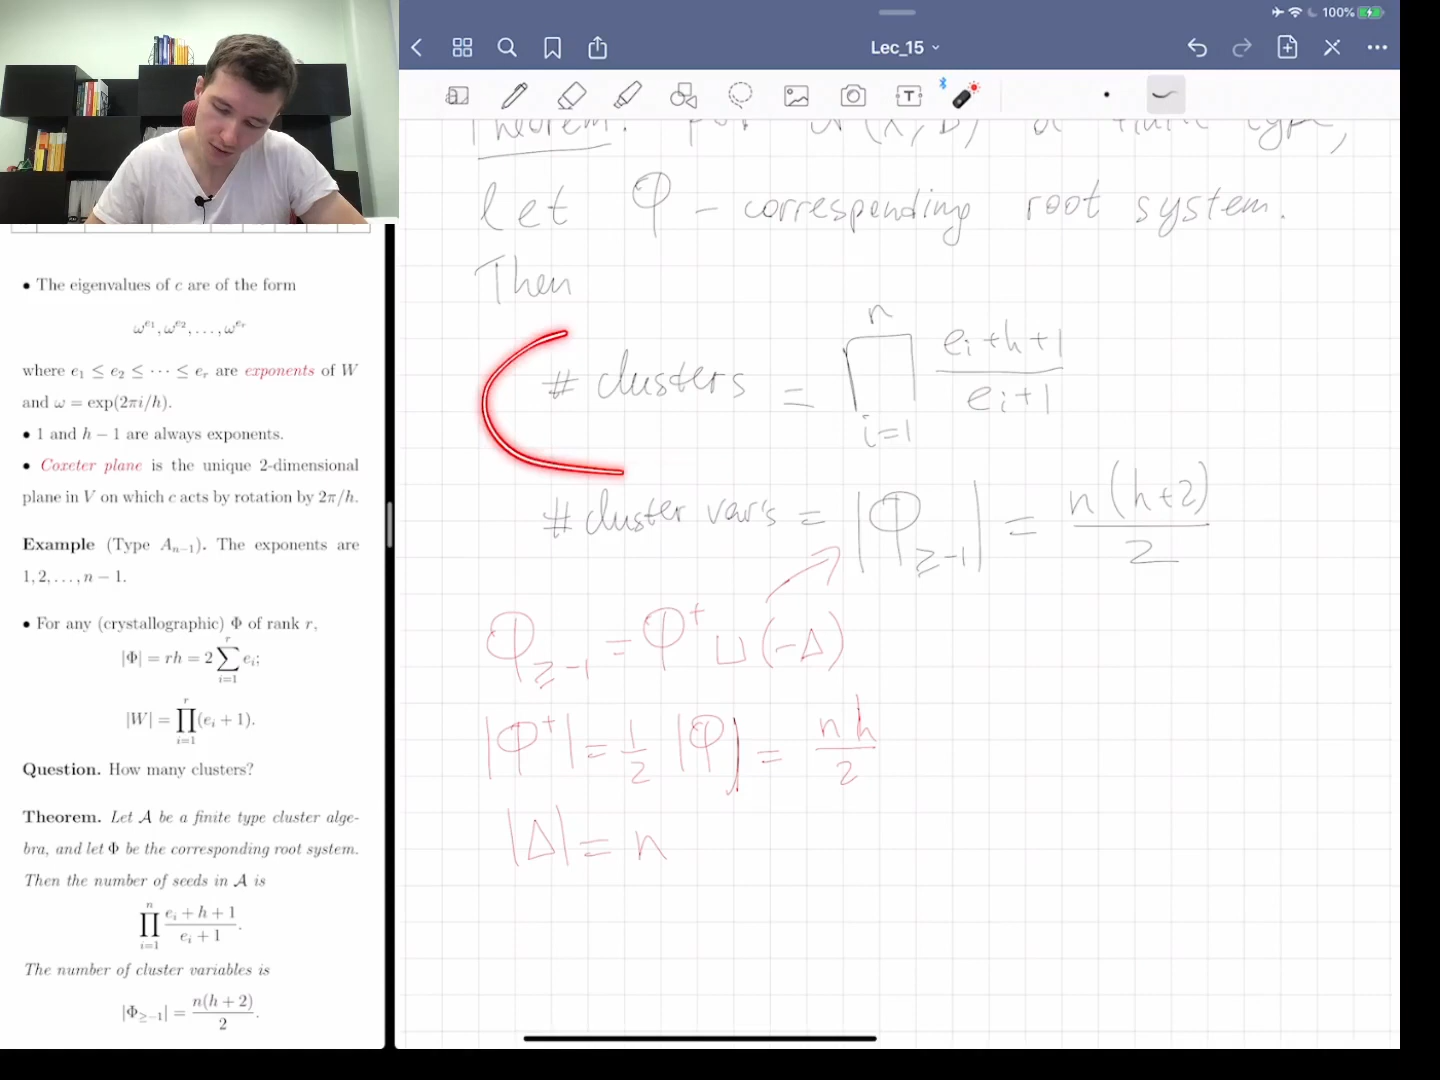 100%
Lec_15
• The eigenvalues of c are of the form
ω^{e_1}, ω^{e_2}, . . . , ω^{e_r}
where e_1 ≤ e_2 ≤ ··· ≤ e_r are exponents of W
and ω = exp(2πi/h).
• 1 and h − 1 are always exponents.
• Coxeter plane is the unique 2-dimensional
plane in V on which c acts by rotation by 2π/h.
Example (Type A_{n−1}). The exponents are
1, 2, . . . , n − 1.
• For any (crystallographic) Φ of rank r,
|Φ| = rh = 2 ∑_{i=1}^{r} e_i;
|W| = ∏_{i=1}^{r} (e_i + 1).
Question. How many clusters?
Theorem. Let 𝒜 be a finite type cluster alge-
bra, and let Φ be the corresponding root system.
Then the number of seeds in 𝒜 is
∏_{i=1}^{n} (e_i + h + 1)/(e_i + 1).
The number of cluster variables is
|Φ_{≥−1}| = n(h + 2)/2.
Theorem. For of finite type,
let Φ – corresponding root system.
Then
# clusters = ∏_{i=1}^{n} (e_i+h+1)/(e_i+1)
# cluster var's = |Φ_{≥−1}| = n(h+2)/2
Φ_{≥−1} = Φ^+ ⊔ (−Δ)
|Φ^+| = 1/2 |Φ| = nh/2
|Δ| = n